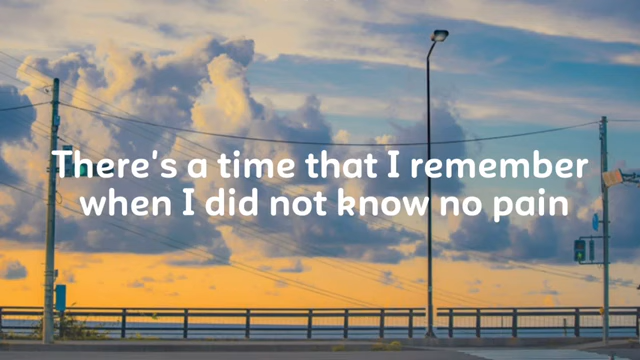 There's a time that I remember
when I did not know no pain